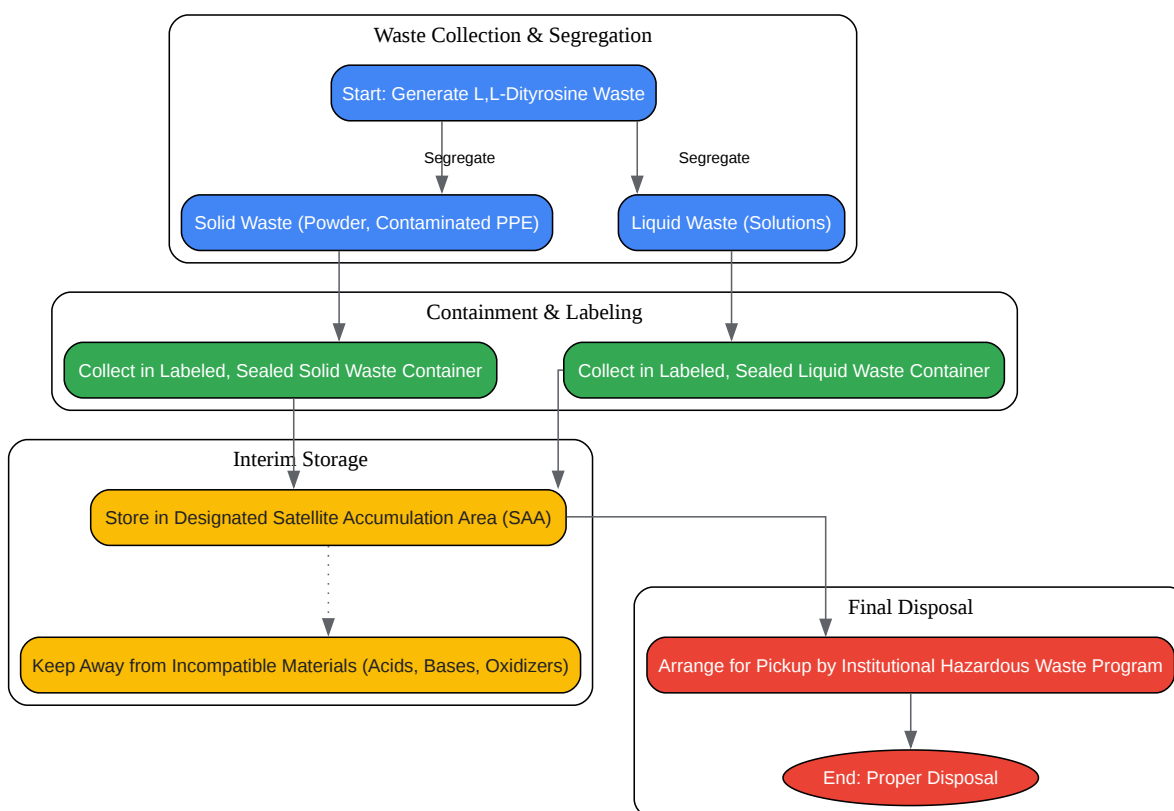 Waste Collection & Segregation
Start: Generate L,L-Dityrosine Waste
Segregate
Segregate
Solid Waste (Powder, Contaminated PPE)
Liquid Waste (Solutions)
Containment & Labeling
Collect in Labeled, Sealed Solid Waste Container
Collect in Labeled, Sealed Liquid Waste Container
Interim Storage
Store in Designated Satellite Accumulation Area (SAA)
Keep Away from Incompatible Materials (Acids, Bases, Oxidizers)
Final Disposal
Arrange for Pickup by Institutional Hazardous Waste Program
End: Proper Disposal